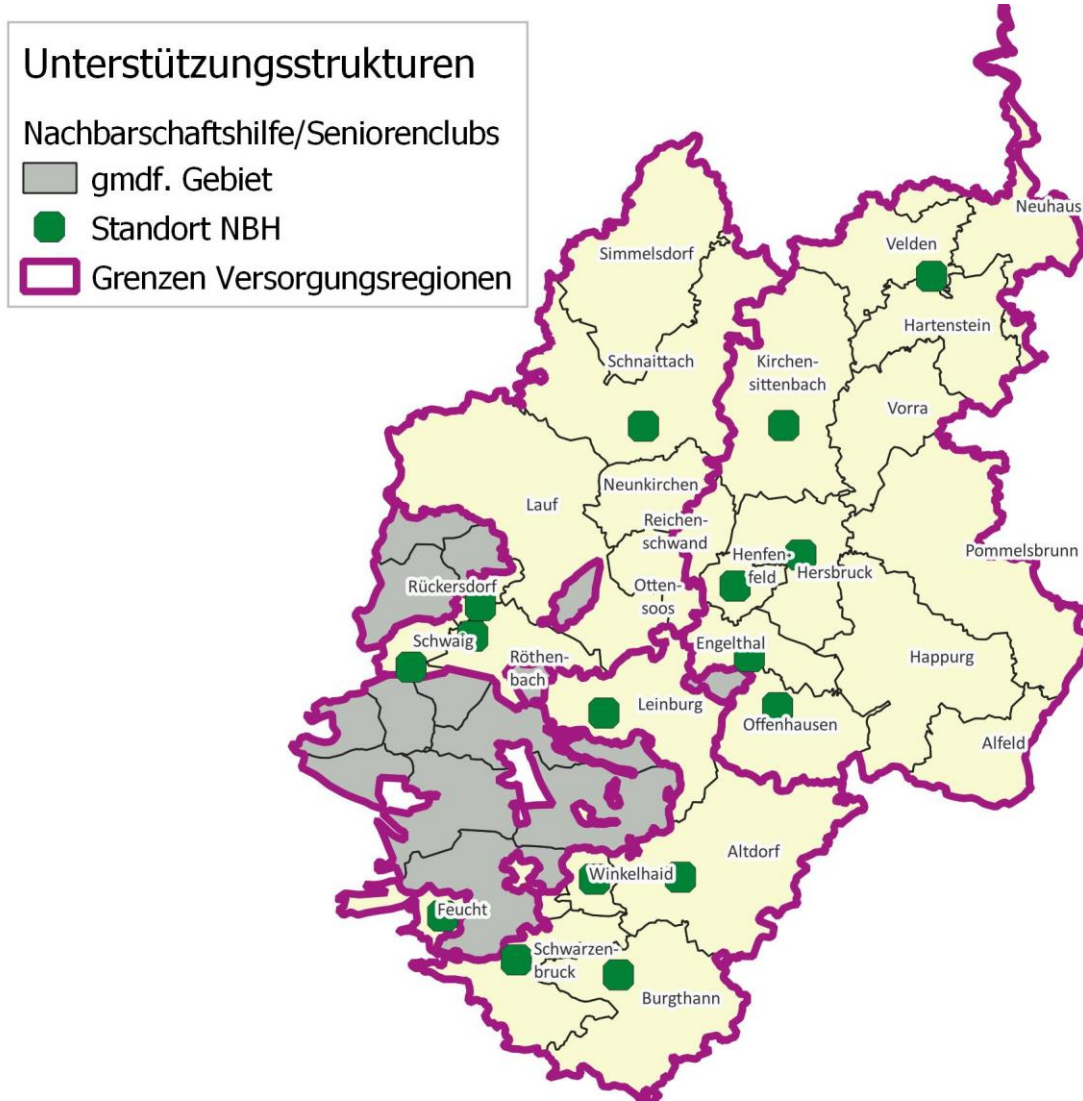 Unterstützungsstrukturen
Nachbarschaftshilfe/Seniorenclubs
gmdf. Gebiet
Standort NBH
Grenzen Versorgungsregionen
Neuhaus
Velden
Simmelsdorf
Hartenstein
Schnaittach
Kirchen-
sittenbach
Vorra
Neunkirchen
Lauf
Reichen-
schwand
Pommelsbrunn
Henfen-
feld
Hersbruck
Rückersdorf
Otten-
soos
Schwaig
Engelthal
Röthen-
bach
Happurg
Leinburg
Offenhausen
Alfeld
Altdorf
Winkelhaid
Feucht
Schwarzen-
bruck
Burgthann